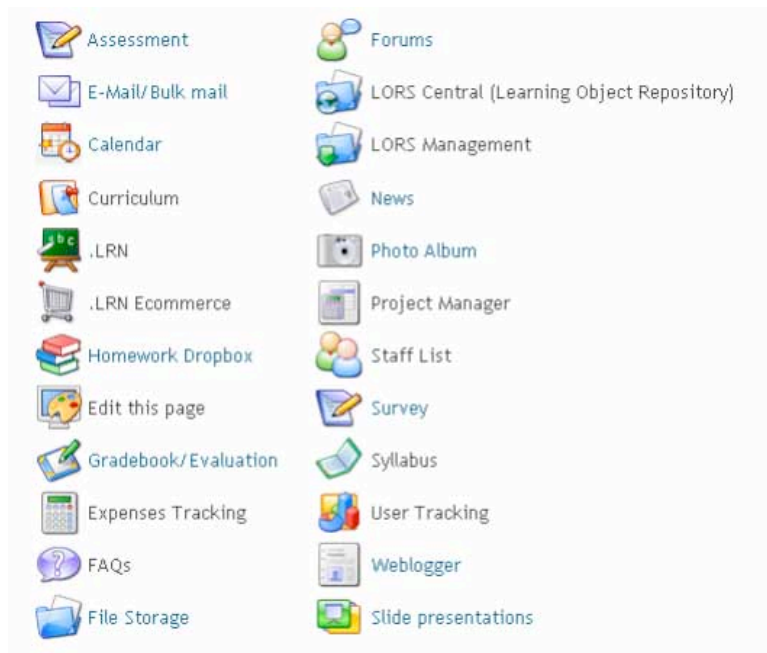 Assessment
E-Mail/Bulk mail
Calendar
Curriculum
.LRN
.LRN Ecommerce
Homework Dropbox
Edit this page
Gradebook/Evaluation
Expenses Tracking
FAQs
File Storage
Forums
LORS Central (Learning Object Repository)
LORS Management
News
Photo Album
Project Manager
Staff List
Survey
Syllabus
User Tracking
Weblogger
Slide presentations